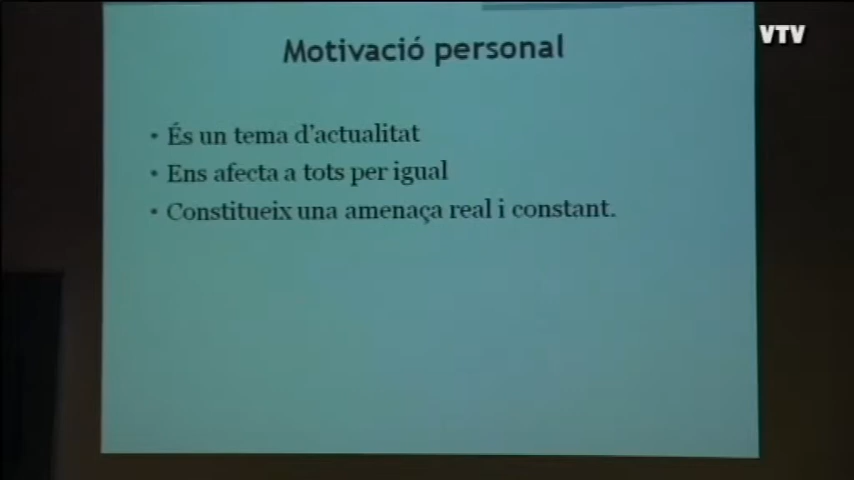 VTV
Motivació personal
• És un tema d'actualitat
• Ens afecta a tots per igual
• Constitueix una amenaça real i constant.